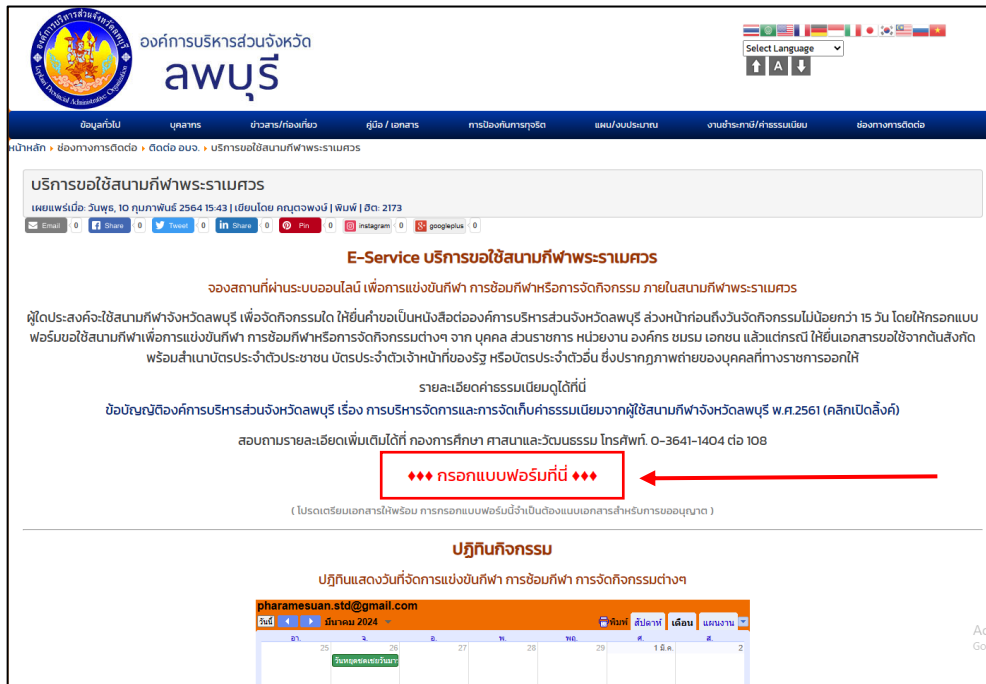 องค์การบริหารส่วนจังหวัดลพบุรี
Lopburi Provincial Administrative Organization
องค์การบริหารส่วนจังหวัด
ลพบุรี
Select Language
A
ข้อมูลทั่วไป บุคลากร ข่าวสาร/ท่องเที่ยว คู่มือ / เอกสาร การป้องกันการทุจริต แผน/งบประมาณ งานชำระภาษี/ค่าธรรมเนียม ช่องทางการติดต่อ
หน้าหลัก ช่องทางการติดต่อ ติดต่อ อบจ. บริการขอใช้สนามกีฬาพระราเมศวร
บริการขอใช้สนามกีฬาพระราเมศวร
เผยแพร่เมื่อ: วันพุธ, 10 กุมภาพันธ์ 2564 15:43 | เขียนโดย คณุตจพงษ์ | พิมพ์ | ฮิต: 2173
Email 0 Share 0 Tweet 0 Share 0 Pin 0 instagram 0 googleplus 0
E-Service บริการขอใช้สนามกีฬาพระราเมศวร
จองสถานที่ผ่านระบบออนไลน์ เพื่อการแข่งขันกีฬา การซ้อมกีฬาหรือการจัดกิจกรรม ภายในสนามกีฬาพระราเมศวร
ผู้ใดประสงค์จะใช้สนามกีฬาจังหวัดลพบุรี เพื่อจัดกิจกรรมใด ให้ยื่นคำขอเป็นหนังสือต่อองค์การบริหารส่วนจังหวัดลพบุรี ล่วงหน้าก่อนถึงวันจัดกิจกรรมไม่น้อยกว่า 15 วัน โดยให้กรอกแบบ
ฟอร์มขอใช้สนามกีฬาเพื่อการแข่งขันกีฬา การซ้อมกีฬาหรือการจัดกิจกรรมต่างๆ จาก บุคคล ส่วนราชการ หน่วยงาน องค์กร ชมรม เอกชน แล้วแต่กรณี ให้ยื่นเอกสารขอใช้จากต้นสังกัด
พร้อมสำเนาบัตรประจำตัวประชาชน บัตรประจำตัวเจ้าหน้าที่ของรัฐ หรือบัตรประจำตัวอื่น ซึ่งปรากฏภาพถ่ายของบุคคลที่ทางราชการออกให้
รายละเอียดค่าธรรมเนียมดูได้ที่นี่
ข้อบัญญัติองค์การบริหารส่วนจังหวัดลพบุรี เรื่อง การบริหารจัดการและการจัดเก็บค่าธรรมเนียมจากผู้ใช้สนามกีฬาจังหวัดลพบุรี พ.ศ.2561 (คลิกเปิดลิ้งค์)
สอบถามรายละเอียดเพิ่มเติมได้ที่ กองการศึกษา ศาสนาและวัฒนธรรม โทรศัพท์. 0-3641-1404 ต่อ 108
♦♦♦ กรอกแบบฟอร์มที่นี่ ♦♦♦
( โปรดเตรียมเอกสารให้พร้อม การกรอกแบบฟอร์มนี้จำเป็นต้องแนบเอกสารสำหรับการขออนุญาต )
ปฏิทินกิจกรรม
ปฎิทินแสดงวันที่จัดการแข่งขันกีฬา การซ้อมกีฬา การจัดกิจกรรมต่างๆ
pharamesuan.std@gmail.com
วันนี้ มีนาคม 2024 พิมพ์ สัปดาห์ เดือน แผนงาน
อา. จ. อ. พ. พฤ. ศ. ส.
25 26 27 28 29 1 มี.ค. 2
วันหยุดชดเชยวันมา